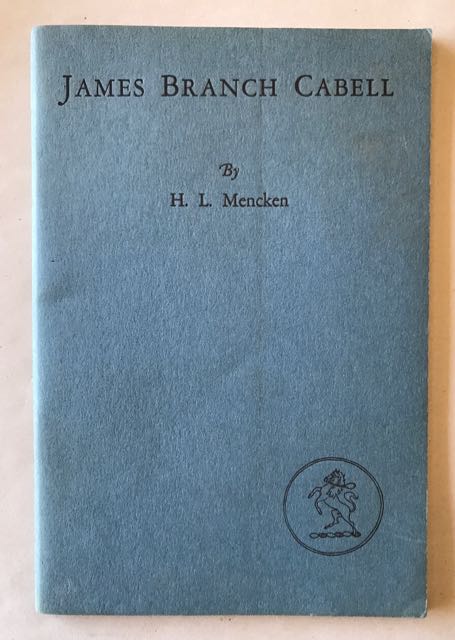 JAMES BRANCH CABELL
By
H. L. Mencken